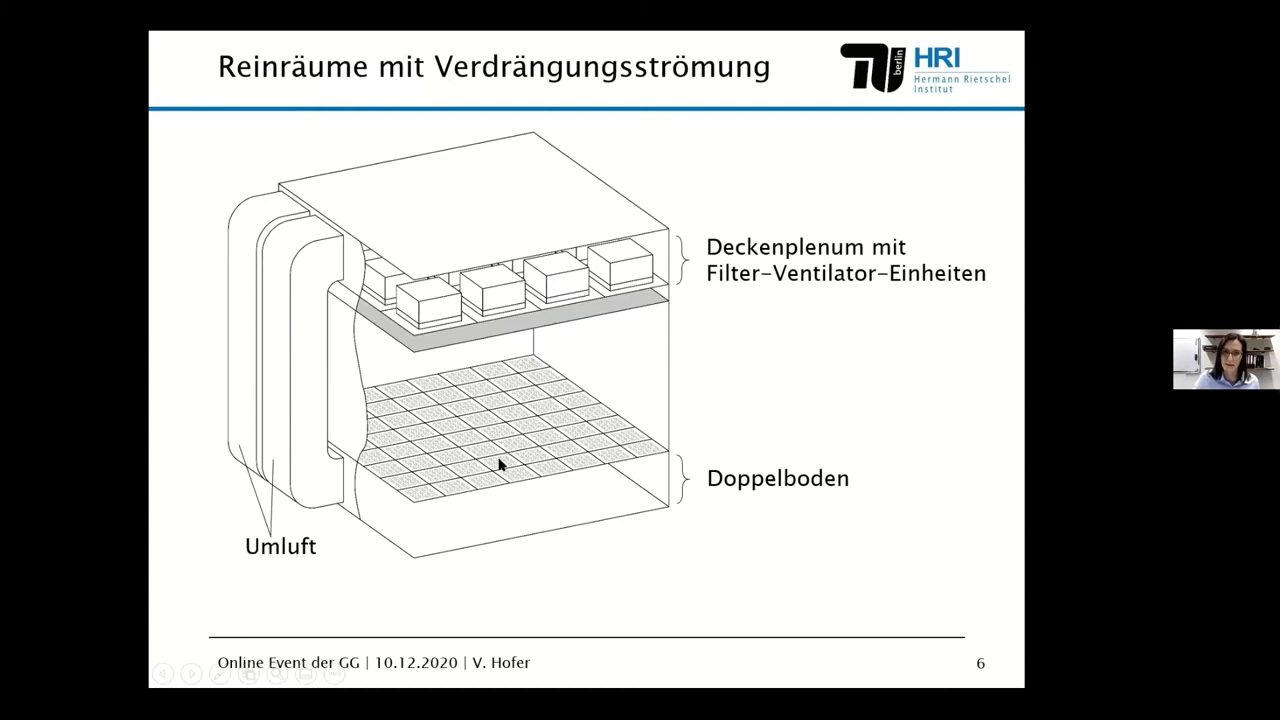 Reinräume mit Verdrängungsströmung
TU
berlin
HRI
Hermann Rietschel
Institut
Deckenplenum mit
Filter-Ventilator-Einheiten
Doppelboden
Umluft
Online Event der GG | 10.12.2020 | V. Hofer
6